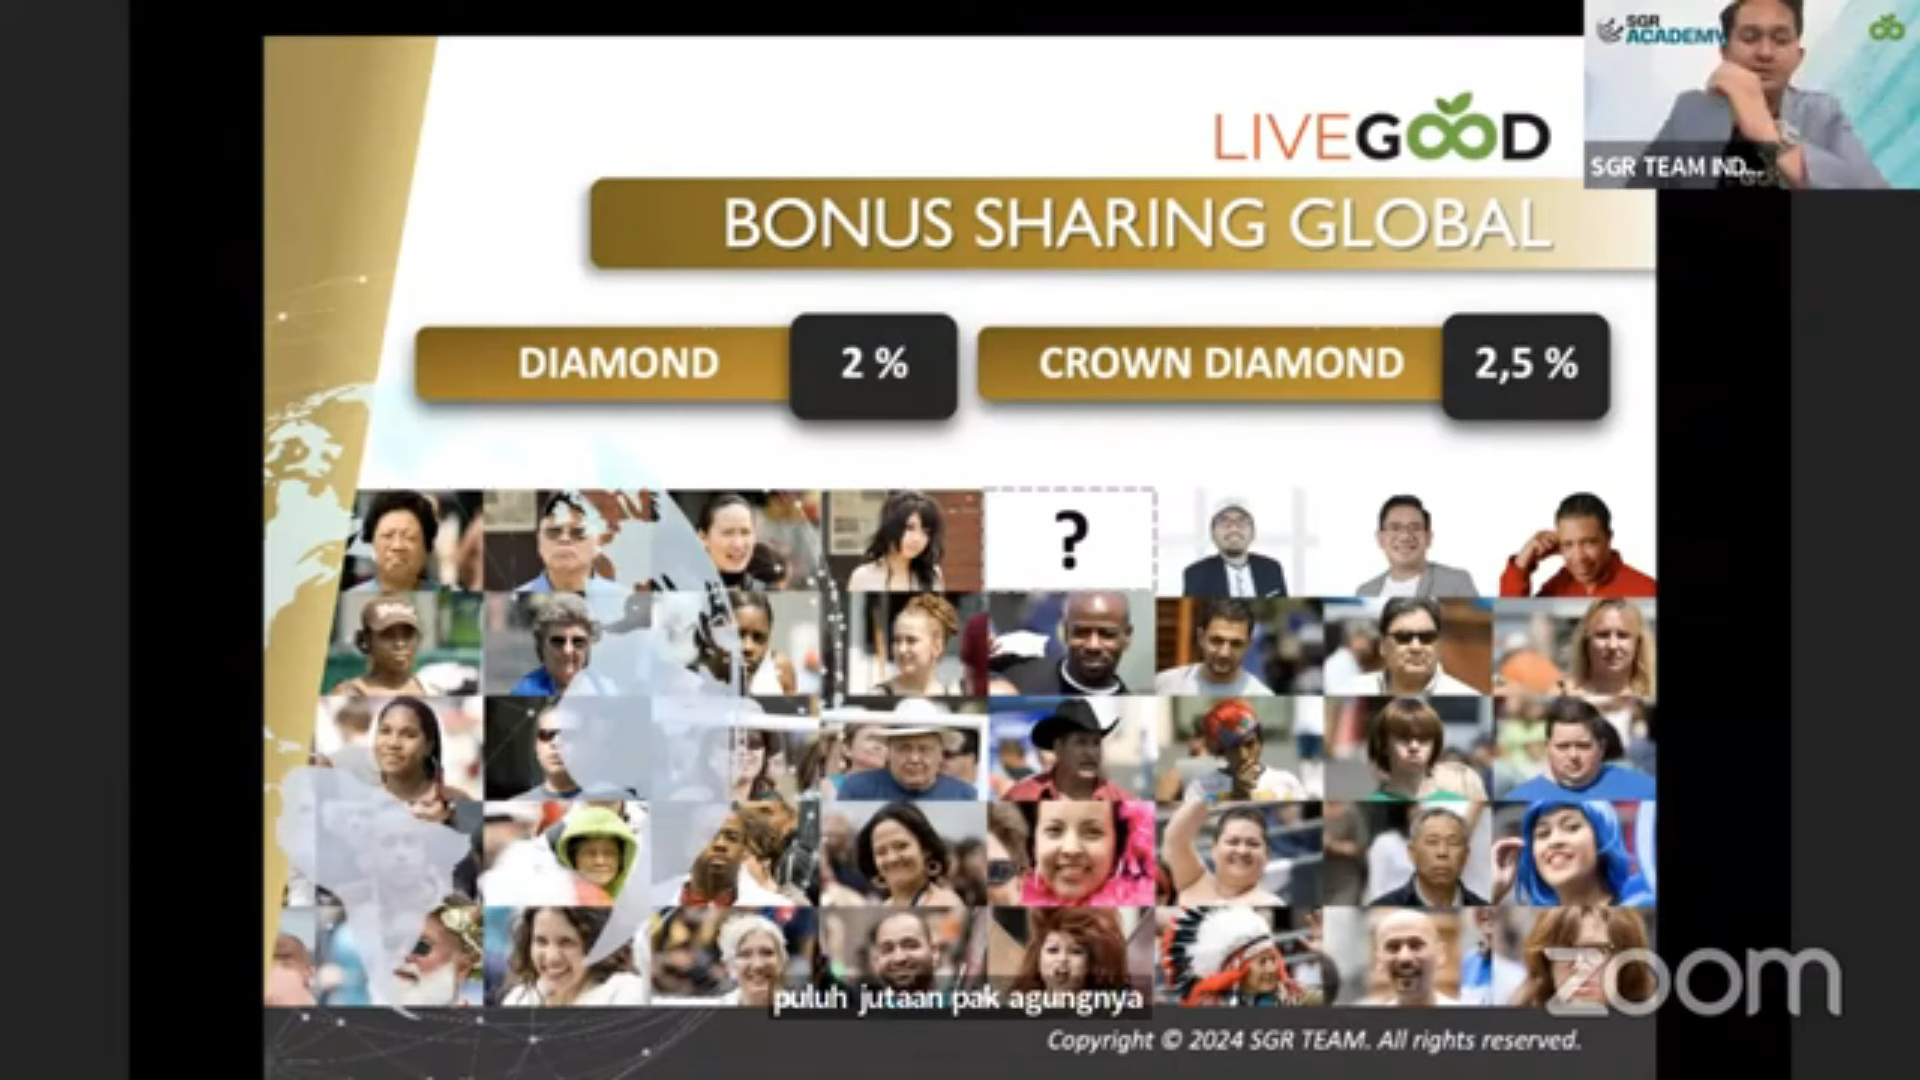 SGR
ACADEMY
SGR TEAM IND...
LIVEGOOD
BONUS SHARING GLOBAL
DIAMOND 2 % CROWN DIAMOND 2,5 %
?
puluh jutaan pak agungnya
zoom
Copyright © 2024 SGR TEAM. All rights reserved.